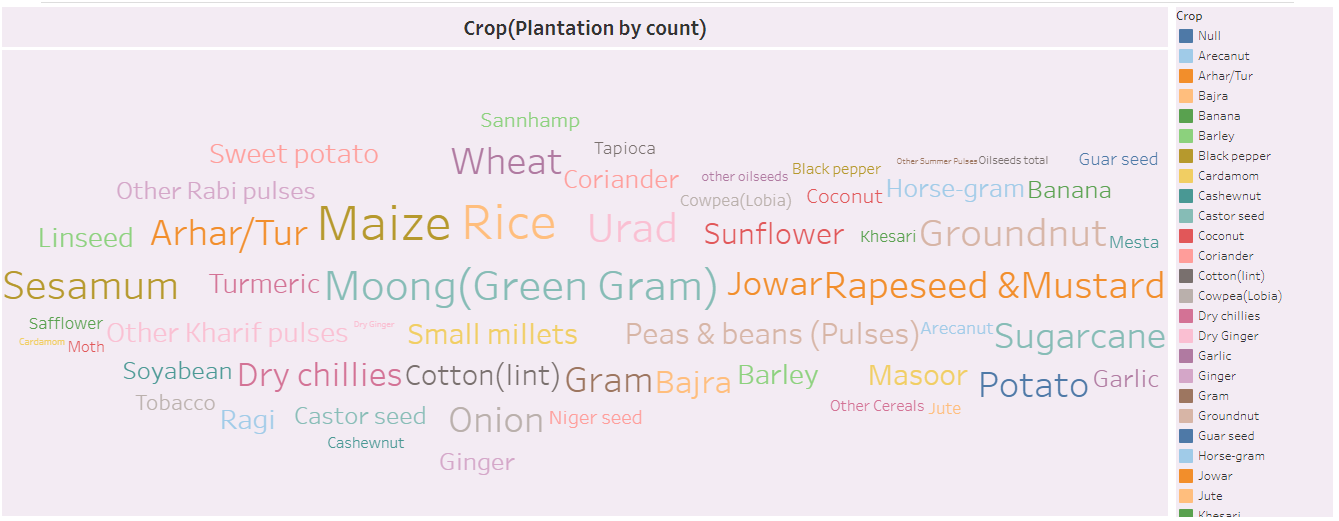 Crop(Plantation by count)
Sannhamp
Sweet potato
Wheat
Tapioca
Other Summer Pulses
Oilseeds total
Guar seed
Coriander
other oilseeds
Black pepper
Other Rabi pulses
Cowpea(Lobia)
Coconut
Horse-gram
Banana
Linseed
Arhar/Tur
Maize
Rice
Urad
Sunflower
Khesari
Groundnut
Mesta
Sesamum
Turmeric
Moong(Green Gram)
Jowar
Rapeseed &Mustard
Safflower
Cardamom
Moth
Other Kharif pulses
Dry Ginger
Small millets
Peas & beans (Pulses)
Arecanut
Sugarcane
Soyabean
Dry chillies
Cotton(lint)
Gram
Bajra
Barley
Masoor
Potato
Garlic
Tobacco
Ragi
Castor seed
Onion
Niger seed
Other Cereals
Jute
Cashewnut
Ginger
Crop
Null
Arecanut
Arhar/Tur
Bajra
Banana
Barley
Black pepper
Cardamom
Cashewnut
Castor seed
Coconut
Coriander
Cotton(lint)
Cowpea(Lobia)
Dry chillies
Dry Ginger
Garlic
Ginger
Gram
Groundnut
Guar seed
Horse-gram
Jowar
Jute
Khesari